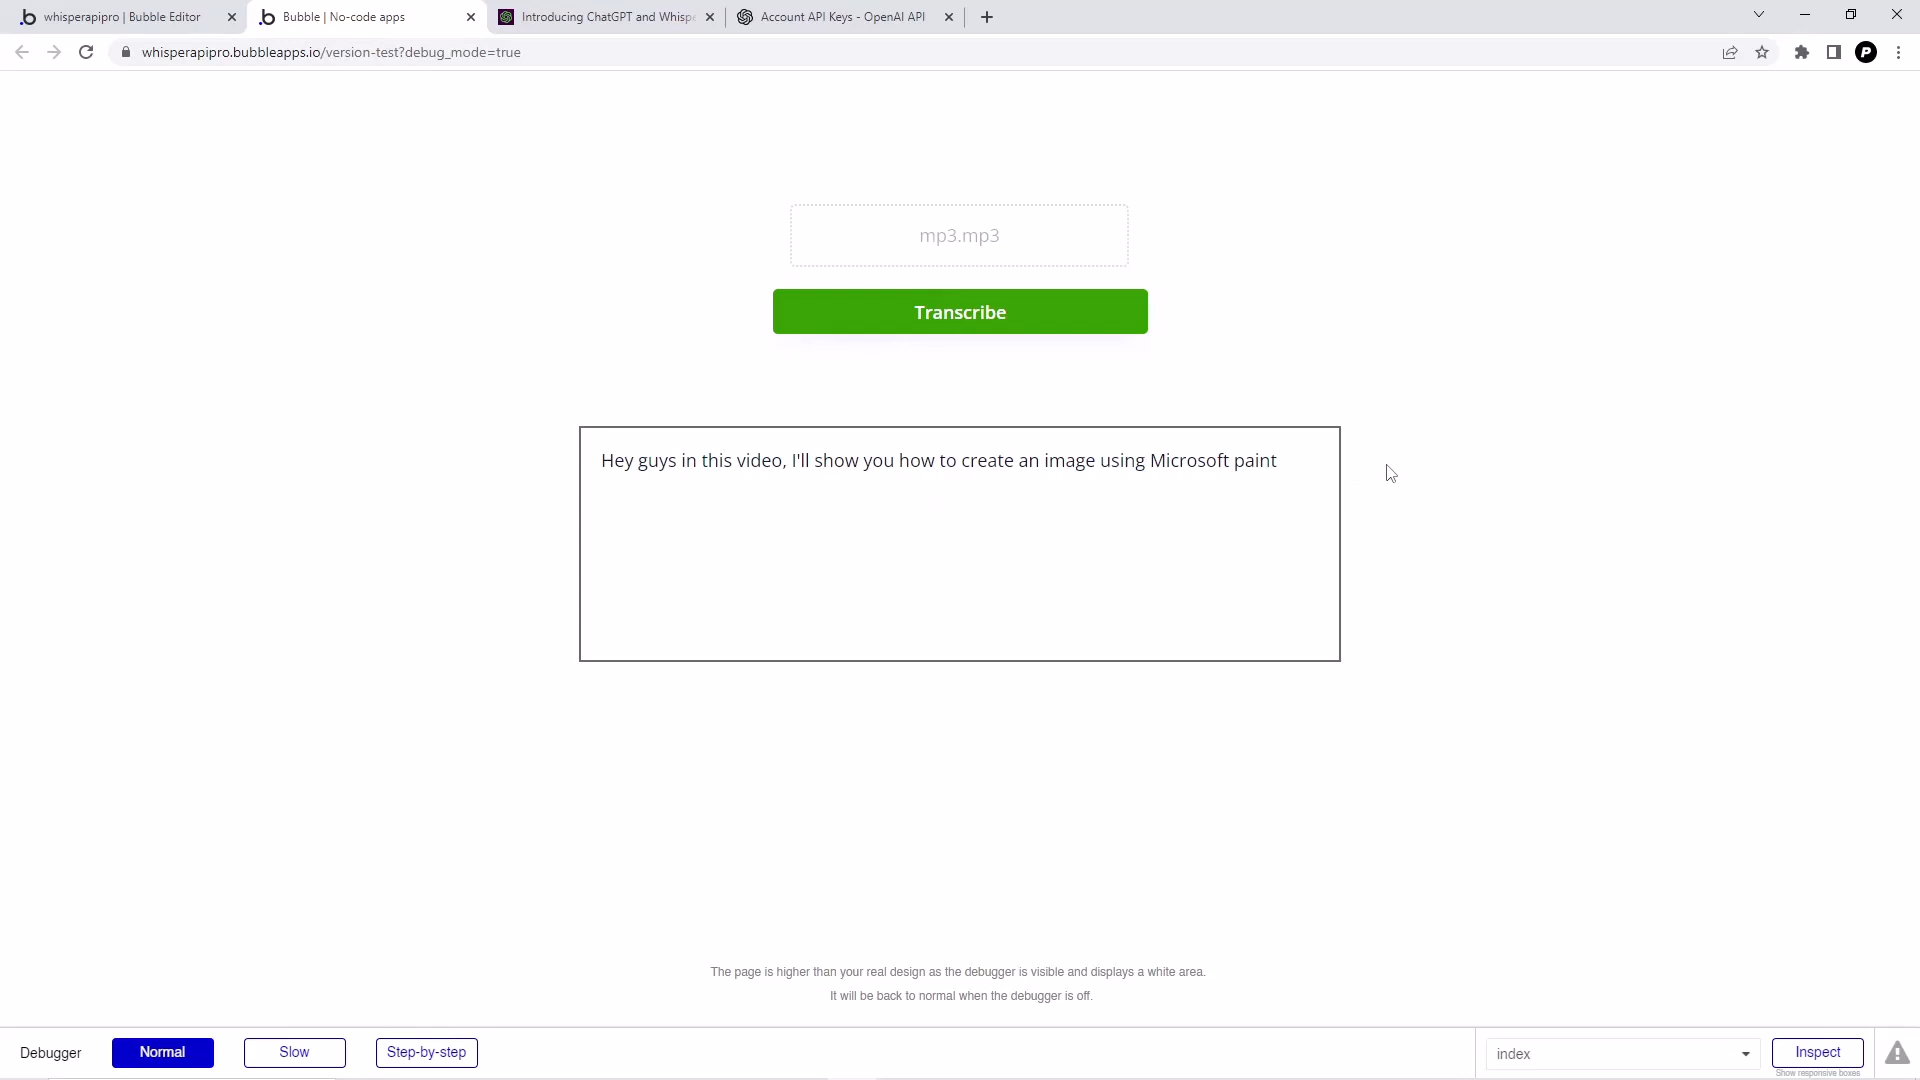 whisperapipro | Bubble Editor
Bubble | No-code apps
Introducing ChatGPT and Whispe
Account API Keys - OpenAI API
whisperapipro.bubbleapps.io/version-test?debug_mode=true
P
mp3.mp3
Transcribe
Hey guys in this video, I'll show you how to create an image using Microsoft paint
The page is higher than your real design as the debugger is visible and displays a white area.
It will be back to normal when the debugger is off.
Debugger
Normal
Slow
Step-by-step
index
Inspect
Show responsive boxes